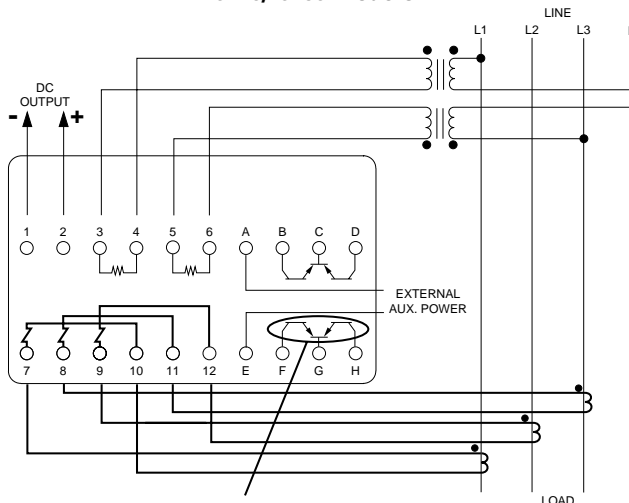 LINE
L1 L2 L3
DC
OUTPUT
- +
1 2 3 4 5 6 A B C D
EXTERNAL
AUX. POWER
7 8 9 10 11 12 E F G H
LOAD